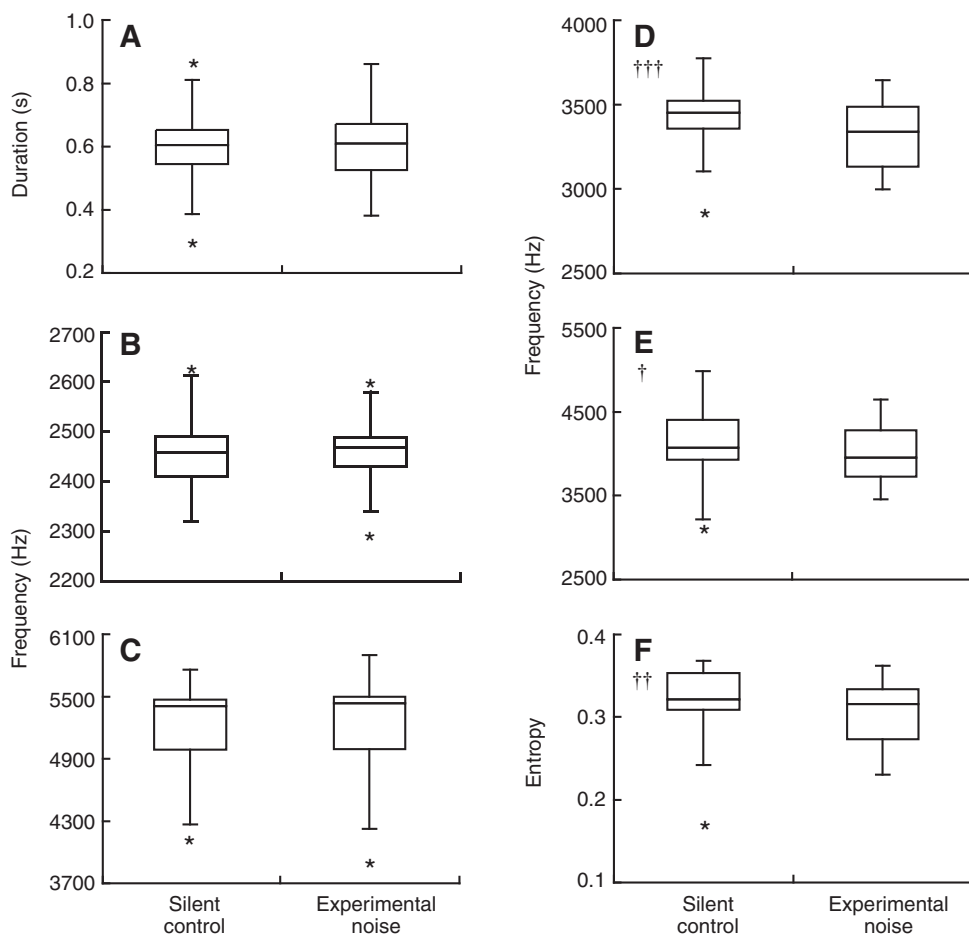 A
Duration (s)
1.0
0.8
0.6
0.4
0.2
*
*
B
Frequency (Hz)
2700
2600
2500
2400
2300
2200
*
*
*
C
6100
5500
4900
4300
3700
*
*
Silent
control
Experimental
noise
D
†††
Frequency (Hz)
4000
3500
3000
2500
*
E
†
5500
4500
3500
2500
*
F
††
Entropy
0.4
0.3
0.2
0.1
*
Silent
control
Experimental
noise